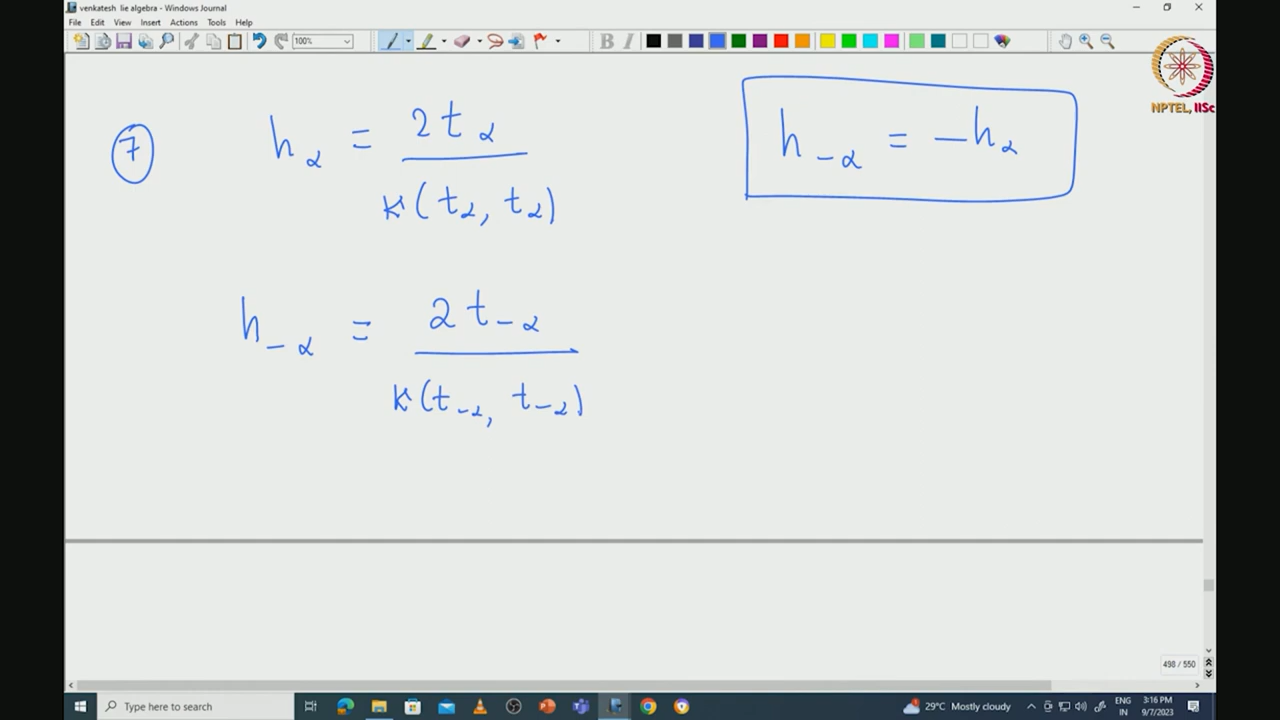 venkatesh lie algebra - Windows Journal
File Edit View Insert Actions Tools Help
100%
B I
NPTEL, IISc
⑦ h_α = 2t_α / κ(t_α, t_α)
h_-α = -h_α
h_-α = 2t_-α / κ(t_-α, t_-α)
498 / 550
Type here to search
29°C Mostly cloudy
ENG
IN
3:16 PM
9/7/2023